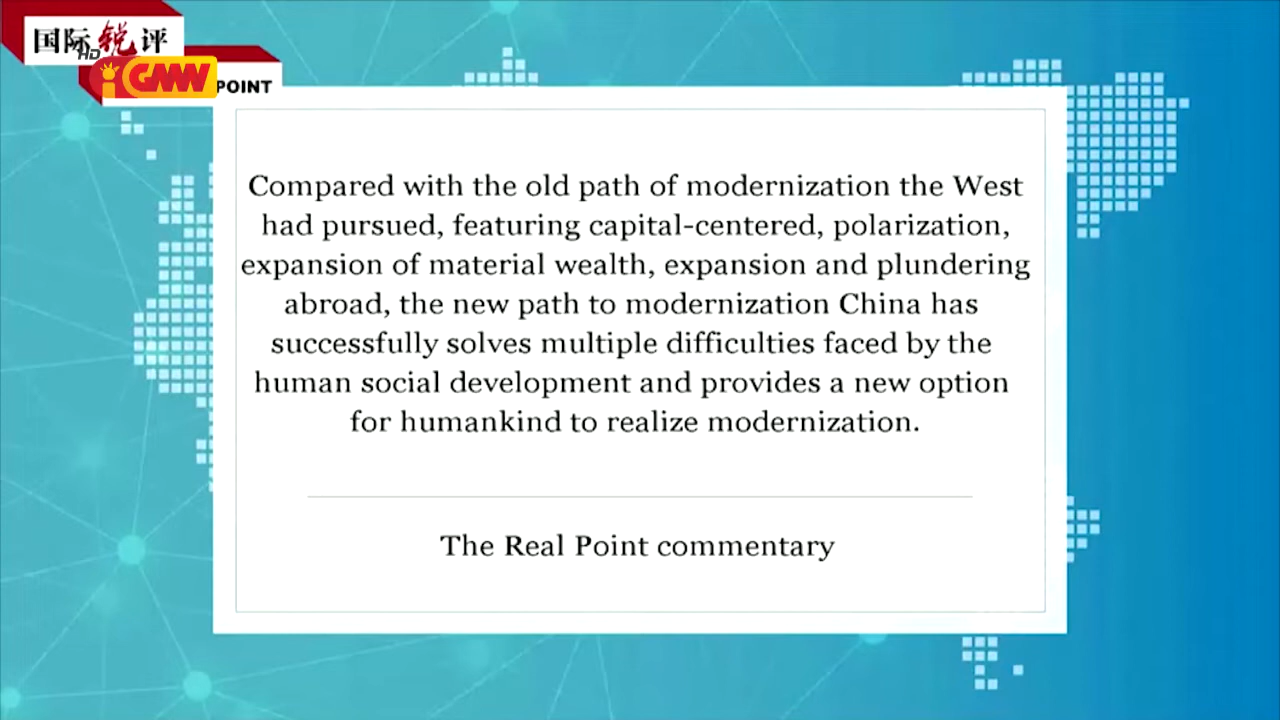 国际锐评
HD
iGMW
POINT
Compared with the old path of modernization the West
had pursued, featuring capital-centered, polarization,
expansion of material wealth, expansion and plundering
abroad, the new path to modernization China has
successfully solves multiple difficulties faced by the
human social development and provides a new option
for humankind to realize modernization.
The Real Point commentary